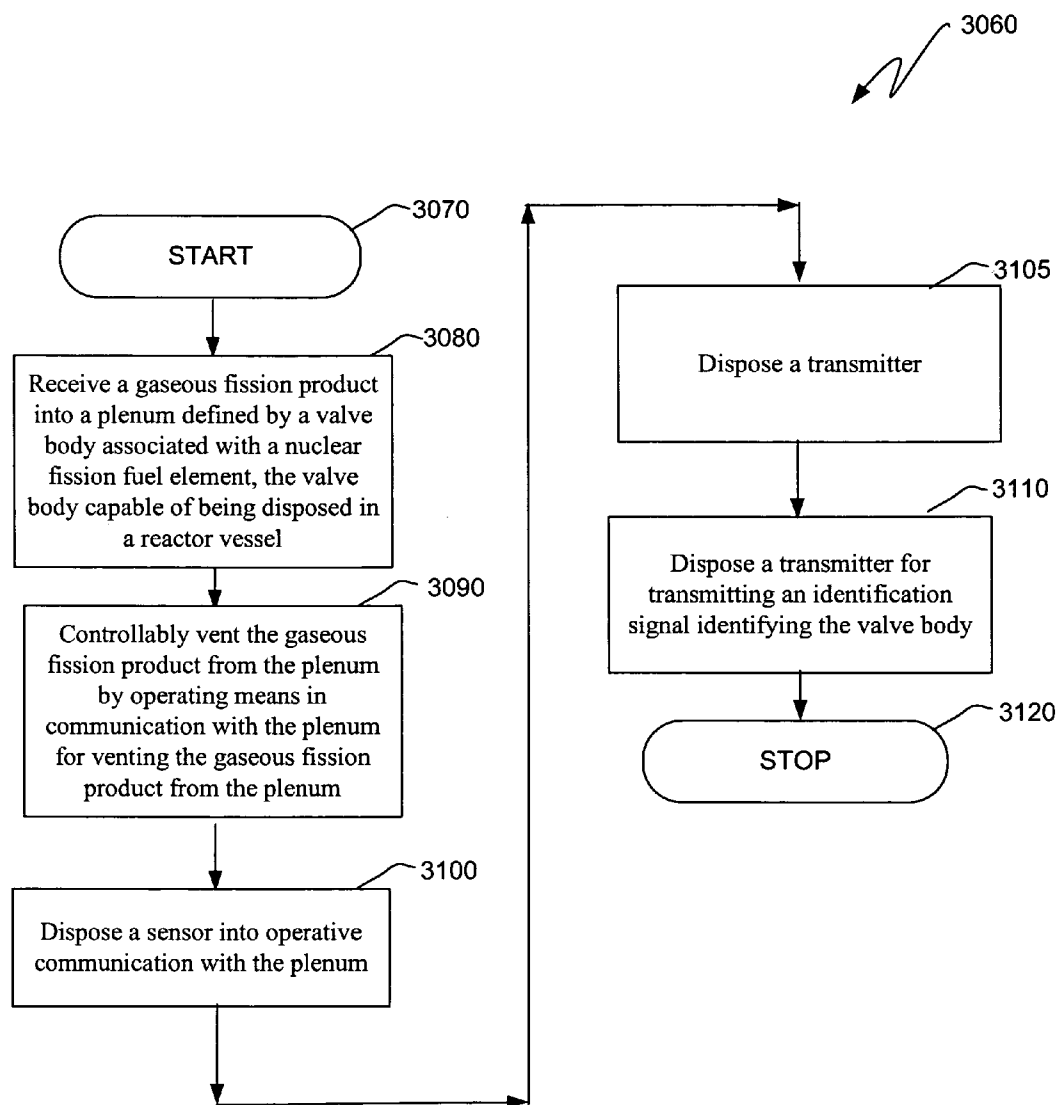 3060
3070
START
3080
Receive a gaseous fission product
into a plenum defined by a valve
body associated with a nuclear
fission fuel element, the valve
body capable of being disposed in
a reactor vessel
3090
Controllably vent the gaseous
fission product from the plenum
by operating means in
communication with the plenum
for venting the gaseous fission
product from the plenum
3100
Dispose a sensor into operative
communication with the plenum
3105
Dispose a transmitter
3110
Dispose a transmitter for
transmitting an identification
signal identifying the valve body
3120
STOP